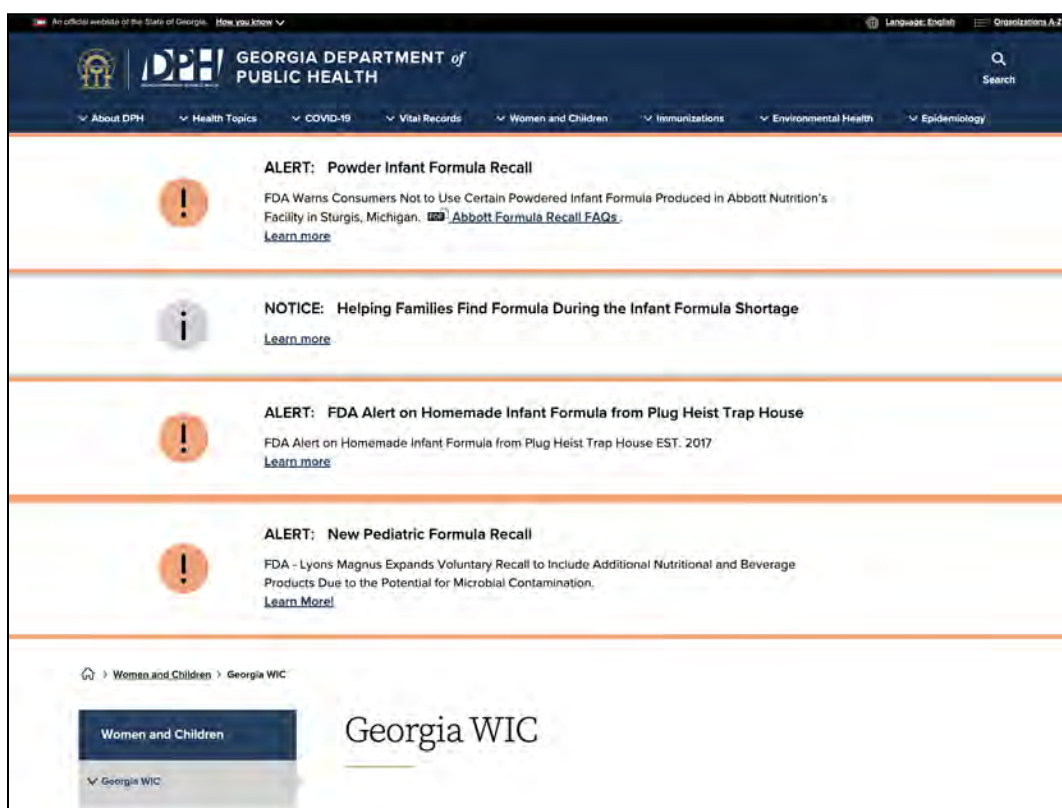 An official website of the State of Georgia. How you know
Language: English Organizations A-Z
DPH GEORGIA DEPARTMENT of
PUBLIC HEALTH
Search
About DPH Health Topics COVID-19 Vital Records Women and Children Immunizations Environmental Health Epidemiology
ALERT: Powder Infant Formula Recall
FDA Warns Consumers Not to Use Certain Powdered Infant Formula Produced in Abbott Nutrition's
Facility in Sturgis, Michigan. PDF Abbott Formula Recall FAQs .
Learn more
NOTICE: Helping Families Find Formula During the Infant Formula Shortage
Learn more
ALERT: FDA Alert on Homemade Infant Formula from Plug Heist Trap House
FDA Alert on Homemade Infant Formula from Plug Heist Trap House EST. 2017
Learn more
ALERT: New Pediatric Formula Recall
FDA - Lyons Magnus Expands Voluntary Recall to Include Additional Nutritional and Beverage
Products Due to the Potential for Microbial Contamination.
Learn More!
> Women and Children > Georgia WIC
Women and Children
Georgia WIC
Georgia WIC